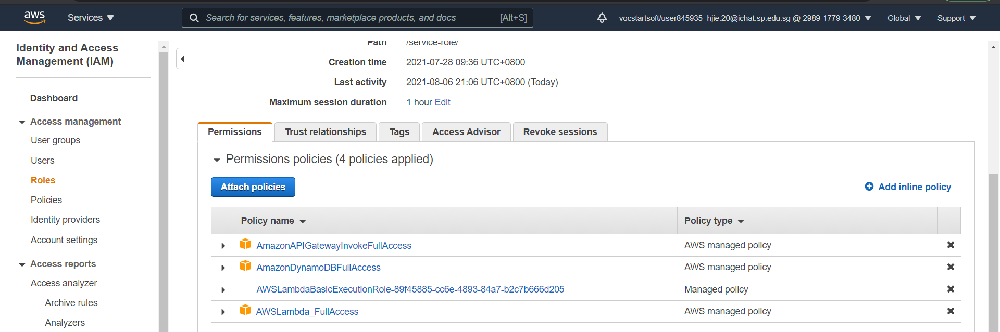 aws
Services
Search for services, features, marketplace products, and docs [Alt+S]
vocstartsoft/user845935=hjie.20@ichat.sp.edu.sg @ 2989-1779-3480
Global
Support
Identity and Access
Management (IAM)
Dashboard
Access management
User groups
Users
Roles
Policies
Identity providers
Account settings
Access reports
Access analyzer
Archive rules
Analyzers
Path /service-role/
Creation time 2021-07-28 09:36 UTC+0800
Last activity 2021-08-06 21:06 UTC+0800 (Today)
Maximum session duration 1 hour Edit
Permissions
Trust relationships
Tags
Access Advisor
Revoke sessions
Permissions policies (4 policies applied)
Attach policies
Add inline policy
Policy name Policy type
AmazonAPIGatewayInvokeFullAccess AWS managed policy
AmazonDynamoDBFullAccess AWS managed policy
AWSLambdaBasicExecutionRole-89f45885-cc6e-4893-84a7-b2c7b666d205 Managed policy
AWSLambda_FullAccess AWS managed policy